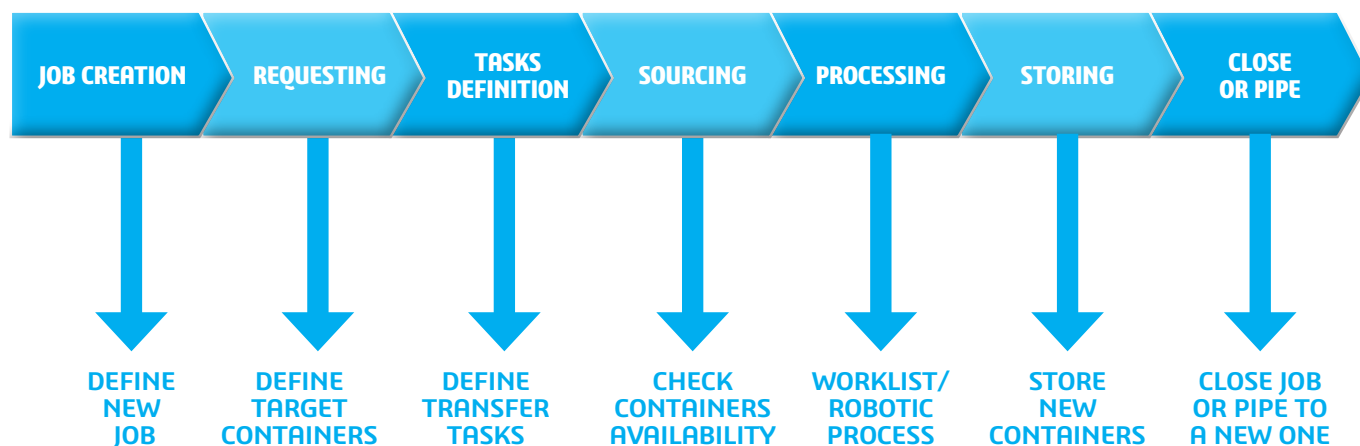 JOB CREATION
REQUESTING
TASKS
DEFINITION
SOURCING
PROCESSING
STORING
CLOSE
OR PIPE
DEFINE
NEW
JOB
DEFINE
TARGET
CONTAINERS
DEFINE
TRANSFER
TASKS
CHECK
CONTAINERS
AVAILABILITY
WORKLIST/
ROBOTIC
PROCESS
STORE
NEW
CONTAINERS
CLOSE JOB
OR PIPE TO
A NEW ONE